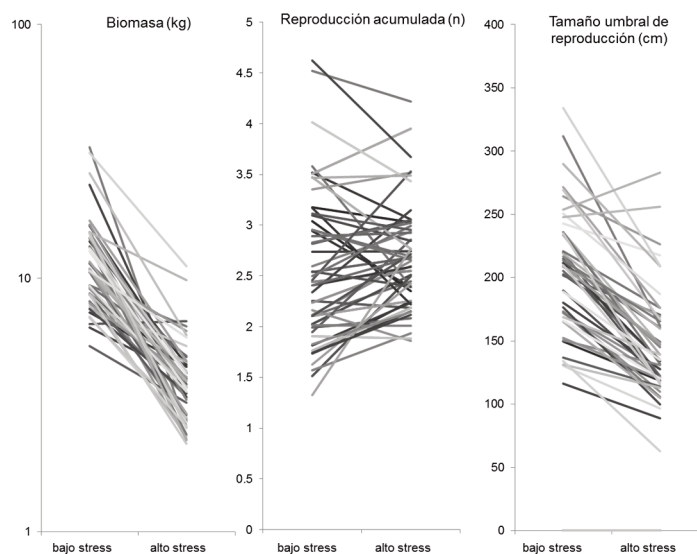 Biomasa (kg)
100
10
1
bajo stress
alto stress
Reproducción acumulada (n)
5
4.5
4
3.5
3
2.5
2
1.5
1
0.5
0
bajo stress
alto stress
Tamaño umbral de
reproducción (cm)
400
350
300
250
200
150
100
50
0
bajo stress
alto stress